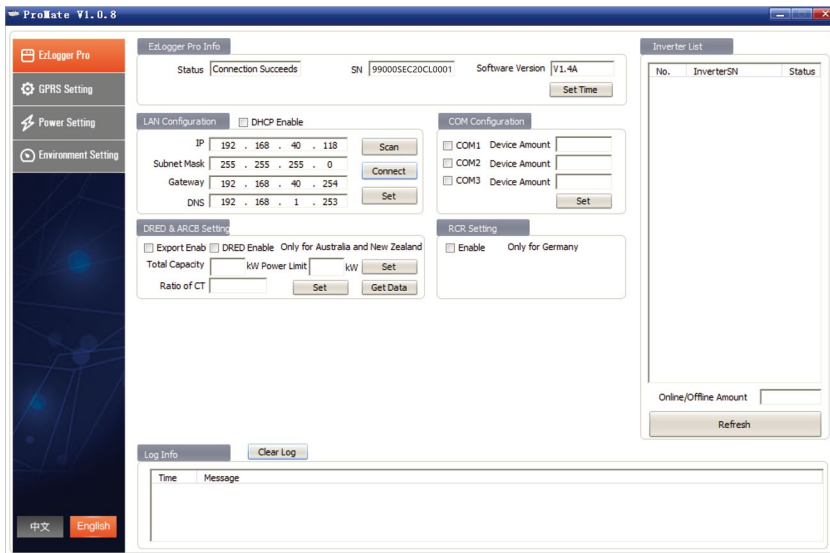 ProMate V1.0.8
EzLogger Pro
GPRS Setting
Power Setting
Environment Setting
中文 English
EzLogger Pro Info
Status Connection Succeeds SN 99000SEC20CL0001 Software Version V1.4A
Set Time
LAN Configuration DHCP Enable
IP 192 . 168 . 40 . 118 Scan
Subnet Mask 255 . 255 . 255 . 0 Connect
Gateway 192 . 168 . 40 . 254
DNS 192 . 168 . 1 . 253 Set
COM Configuration
COM1 Device Amount
COM2 Device Amount
COM3 Device Amount
Set
DRED & ARCB Setting
Export Enab DRED Enable Only for Australia and New Zealand
Total Capacity kW Power Limit kW Set
Ratio of CT Set Get Data
RCR Setting
Enable Only for Germany
Inverter List
No. InverterSN Status
Online/Offline Amount
Refresh
Log Info Clear Log
Time Message